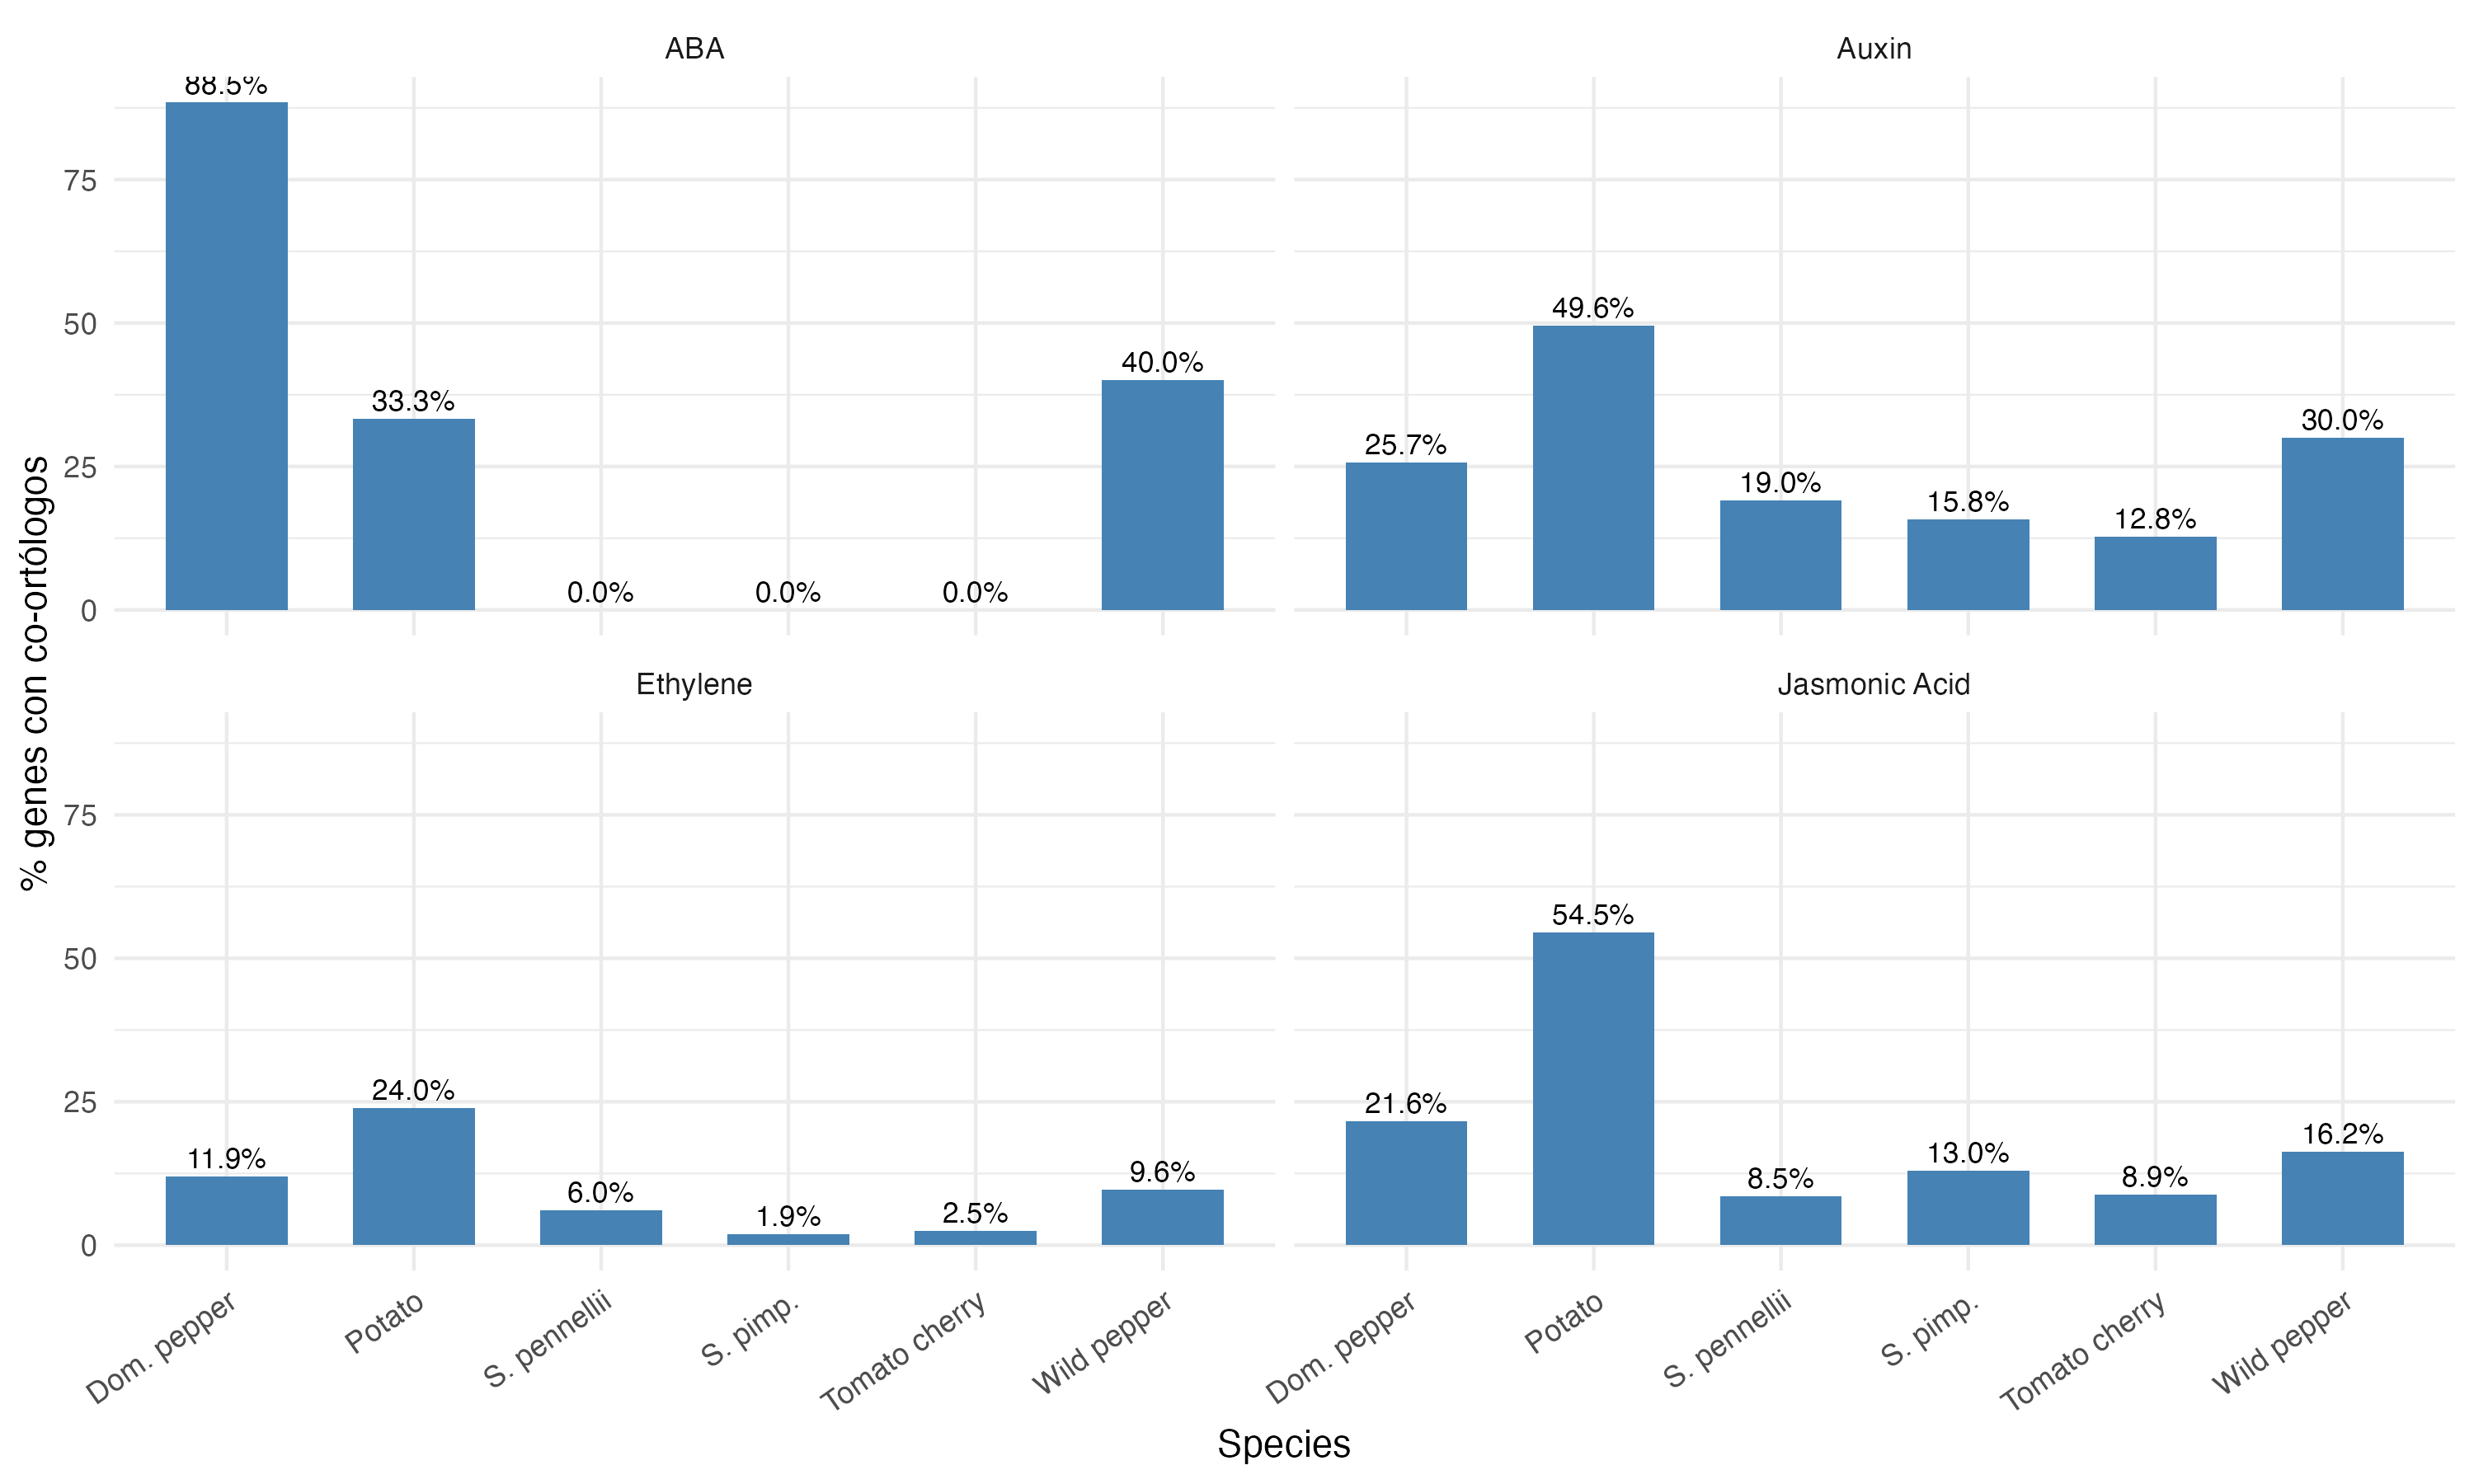 ABA
Auxin
88.5%
33.3%
0.0%
0.0%
0.0%
40.0%
25.7%
49.6%
19.0%
15.8%
12.8%
30.0%
75
50
25
0
% genes con co-ortólogos
Ethylene
Jasmonic Acid
11.9%
24.0%
6.0%
1.9%
2.5%
9.6%
21.6%
54.5%
8.5%
13.0%
8.9%
16.2%
75
50
25
0
Dom. pepper
Potato
S. pennellii
S. pimp.
Tomato cherry
Wild pepper
Dom. pepper
Potato
S. pennellii
S. pimp.
Tomato cherry
Wild pepper
Species